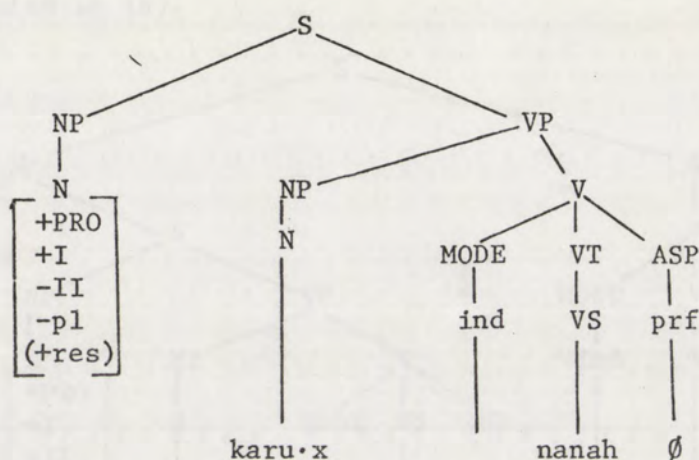 S
NP VP
N NP V
+PRO
+I N MODE VT ASP
-II
-pl ind VS prf
(+res)
karu·x nanah Ø